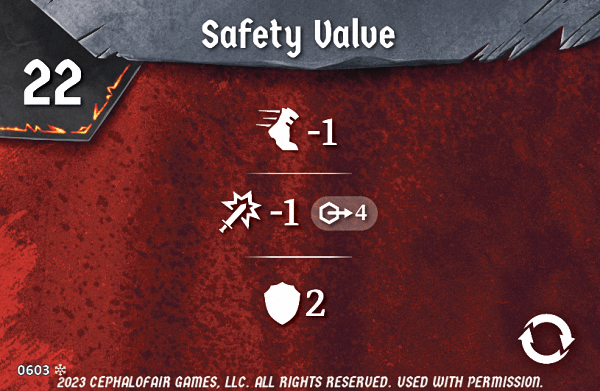 Safety Valve
22
-1
-1 4
2
0603
2023 CEPHALOFAIR GAMES, LLC. ALL RIGHTS RESERVED. USED WITH PERMISSION.